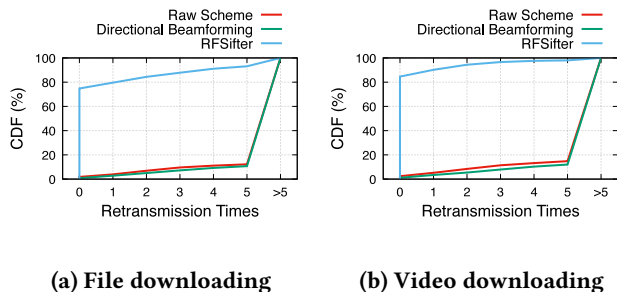 Raw Scheme
Directional Beamforming
RFSifter
100
80
60
40
20
0
CDF (%)
0 1 2 3 4 5 >5
Retransmission Times
(a) File downloading
Raw Scheme
Directional Beamforming
RFSifter
100
80
60
40
20
0
CDF (%)
0 1 2 3 4 5 >5
Retransmission Times
(b) Video downloading